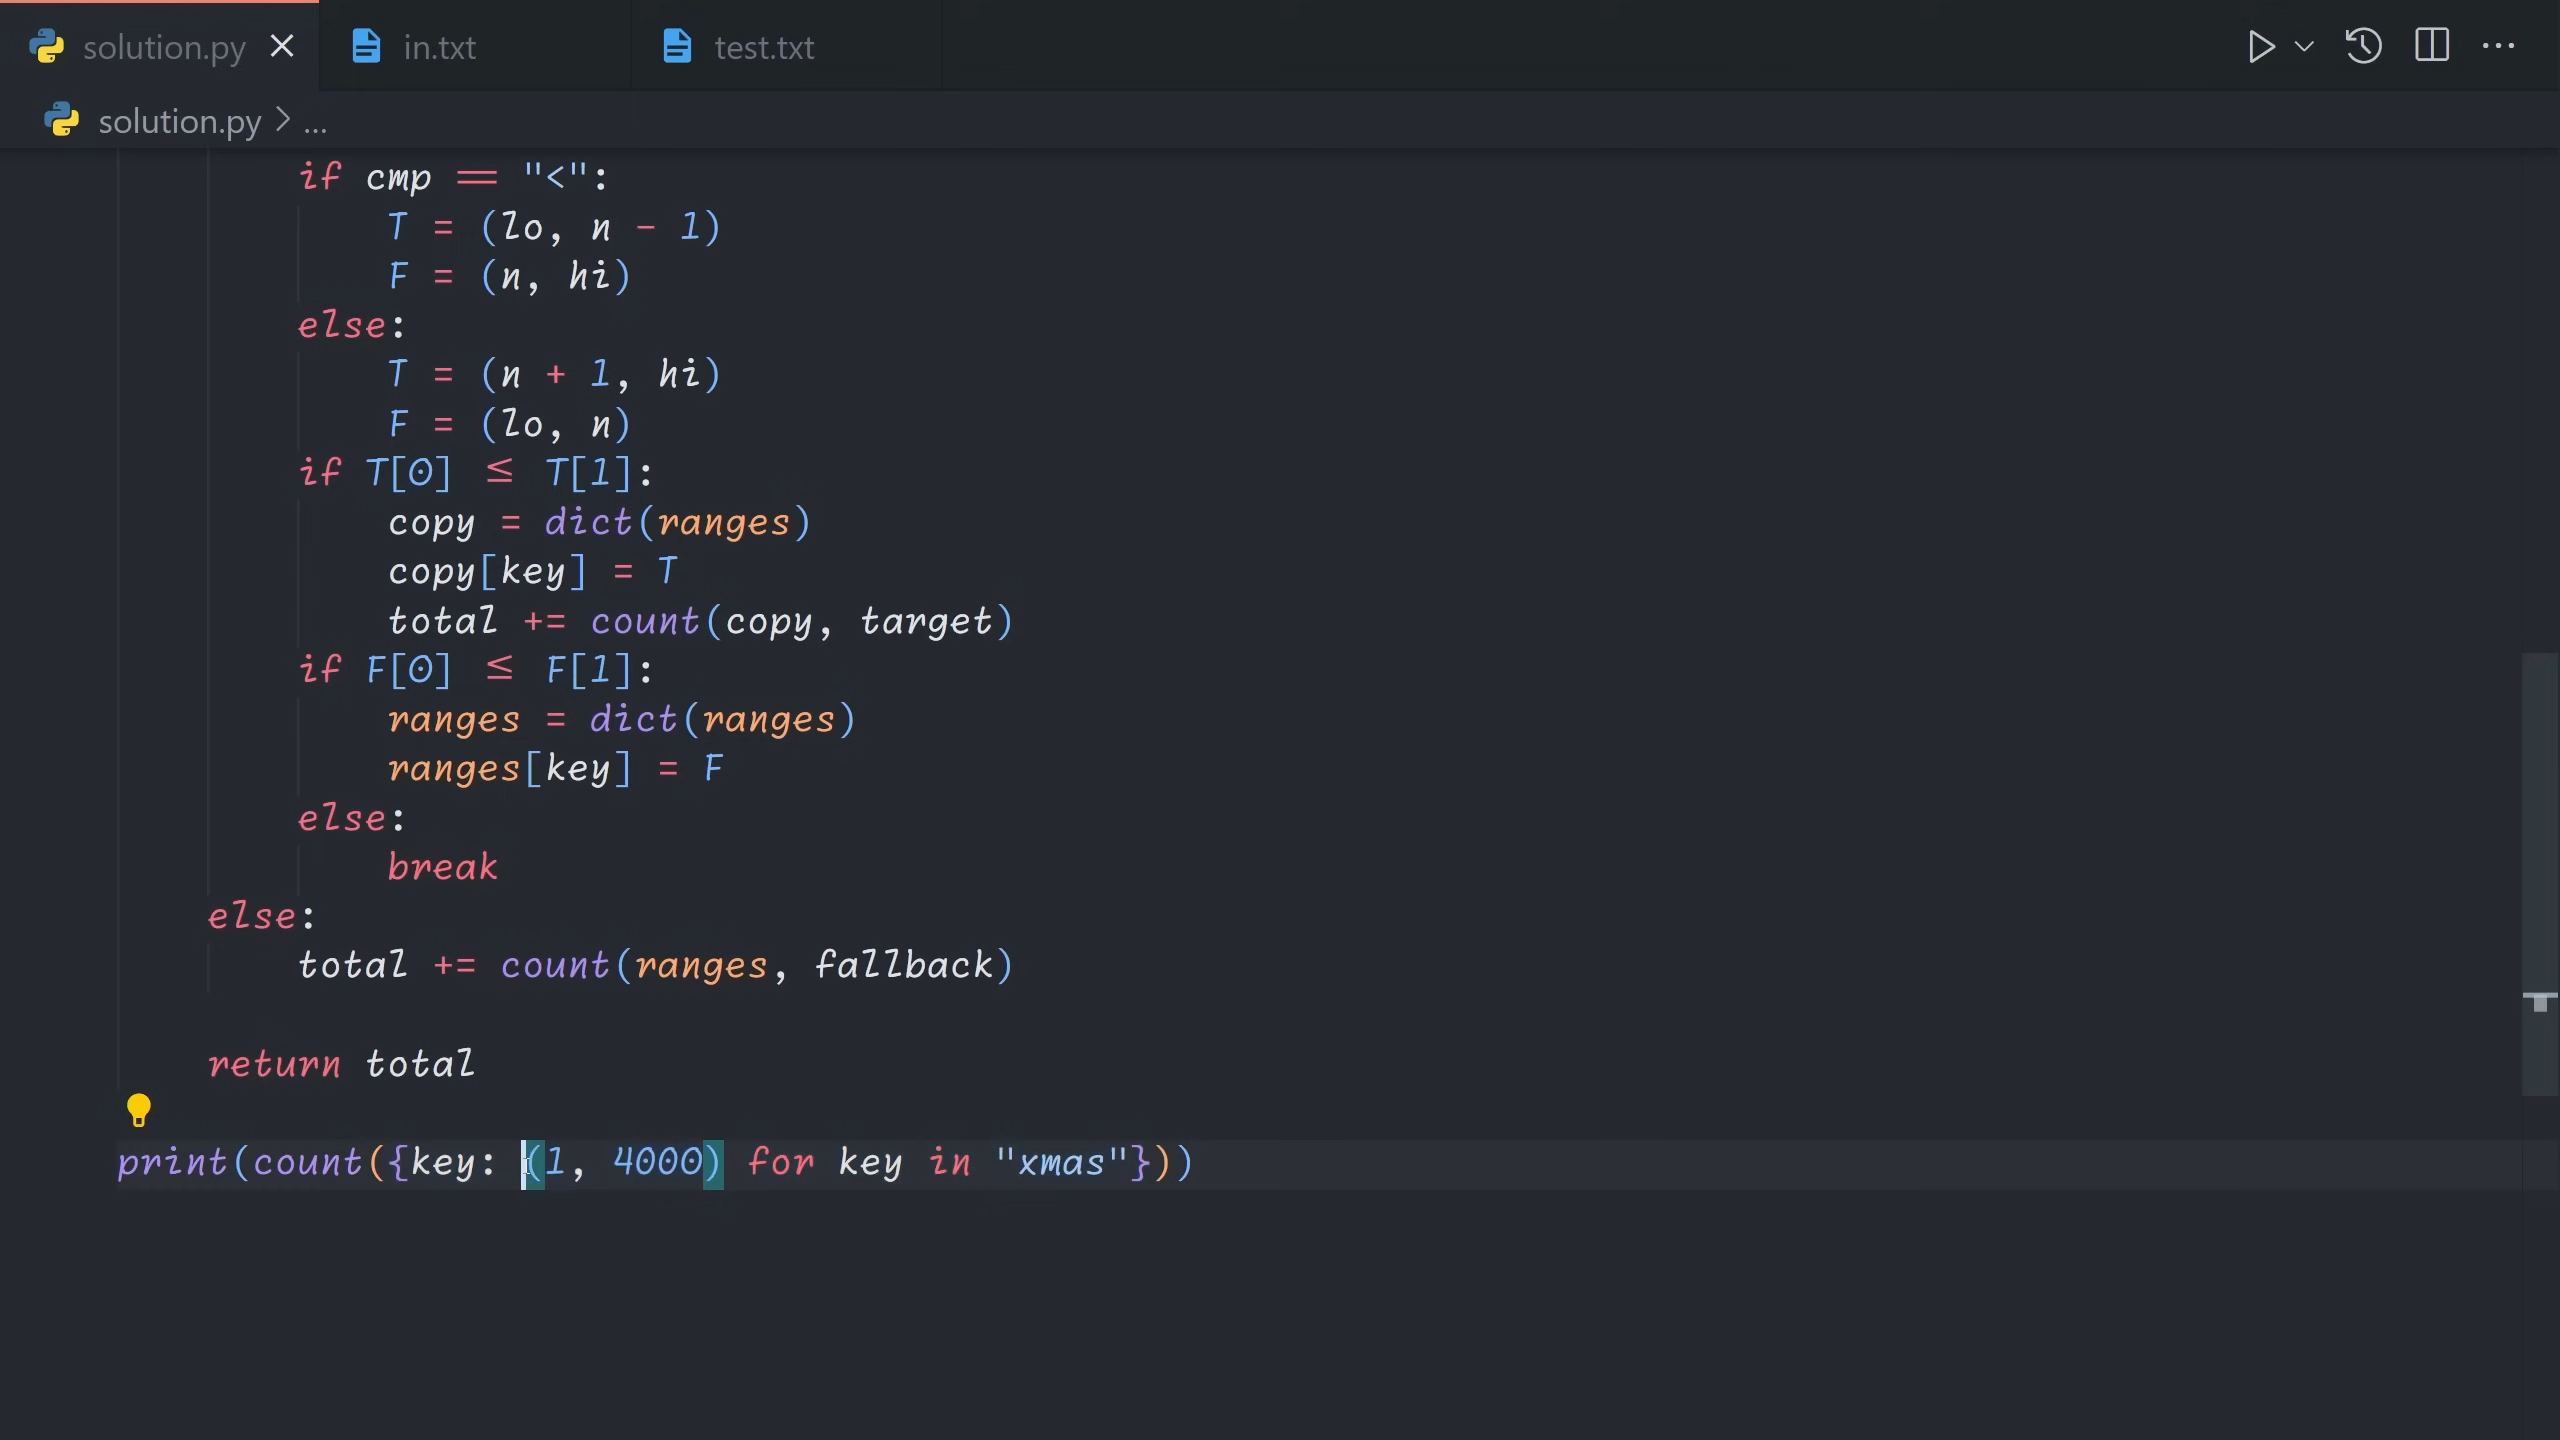 solution.py
in.txt
test.txt
solution.py > ...
if cmp == "<":
T = (lo, n - 1)
F = (n, hi)
else:
T = (n + 1, hi)
F = (lo, n)
if T[0] ≤ T[1]:
copy = dict(ranges)
copy[key] = T
total += count(copy, target)
if F[0] ≤ F[1]:
ranges = dict(ranges)
ranges[key] = F
else:
break
else:
total += count(ranges, fallback)
return total
print(count({key: (1, 4000) for key in "xmas"}))